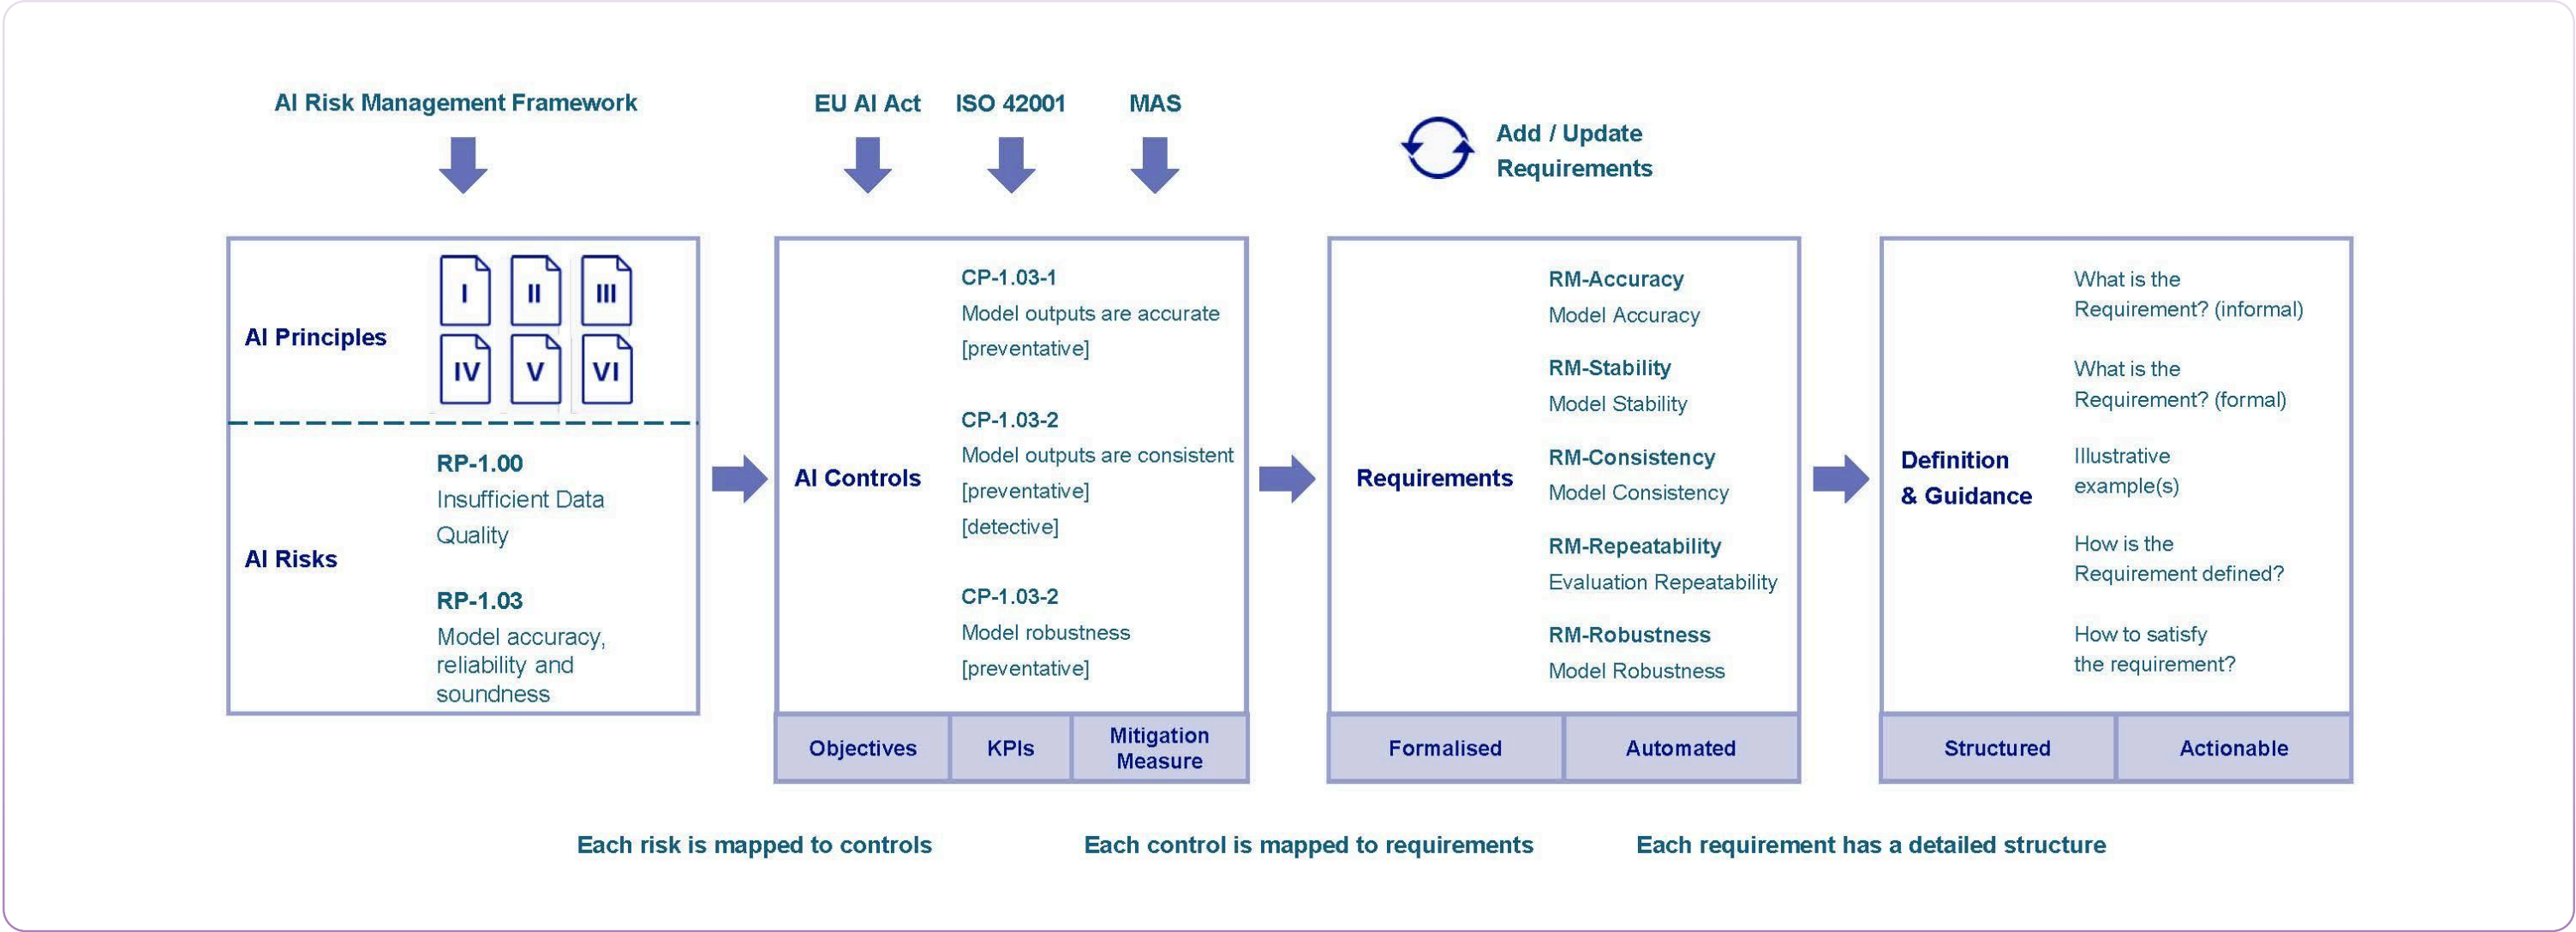 AI Risk Management Framework
EU AI Act
ISO 42001
MAS
Add / Update
Requirements
AI Principles
I
II
III
IV
V
VI
AI Risks
RP-1.00
Insufficient Data
Quality
RP-1.03
Model accuracy,
reliability and
soundness
AI Controls
CP-1.03-1
Model outputs are accurate
[preventative]
CP-1.03-2
Model outputs are consistent
[preventative]
[detective]
CP-1.03-2
Model robustness
[preventative]
Objectives
KPIs
Mitigation
Measure
Requirements
RM-Accuracy
Model Accuracy
RM-Stability
Model Stability
RM-Consistency
Model Consistency
RM-Repeatability
Evaluation Repeatability
RM-Robustness
Model Robustness
Formalised
Automated
Definition
& Guidance
What is the
Requirement? (informal)
What is the
Requirement? (formal)
Illustrative
example(s)
How is the
Requirement defined?
How to satisfy
the requirement?
Structured
Actionable
Each risk is mapped to controls
Each control is mapped to requirements
Each requirement has a detailed structure